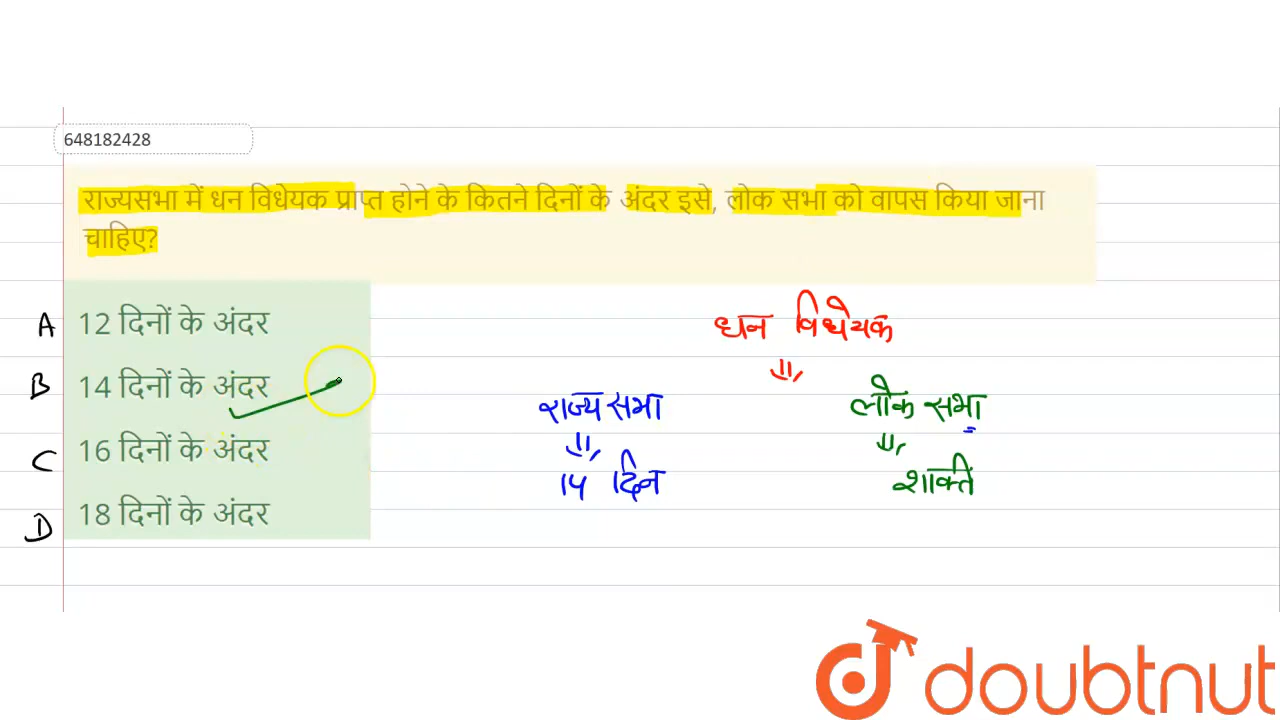 648182428
राज्यसभा में धन विधेयक प्राप्त होने के कितने दिनों के अंदर इसे, लोक सभा को वापस किया जाना
चाहिए?
A 12 दिनों के अंदर
B 14 दिनों के अंदर
C 16 दिनों के अंदर
D 18 दिनों के अंदर
धन विधेयक
राज्य सभा लोक सभा
14 दिन शक्ति
doubtnut